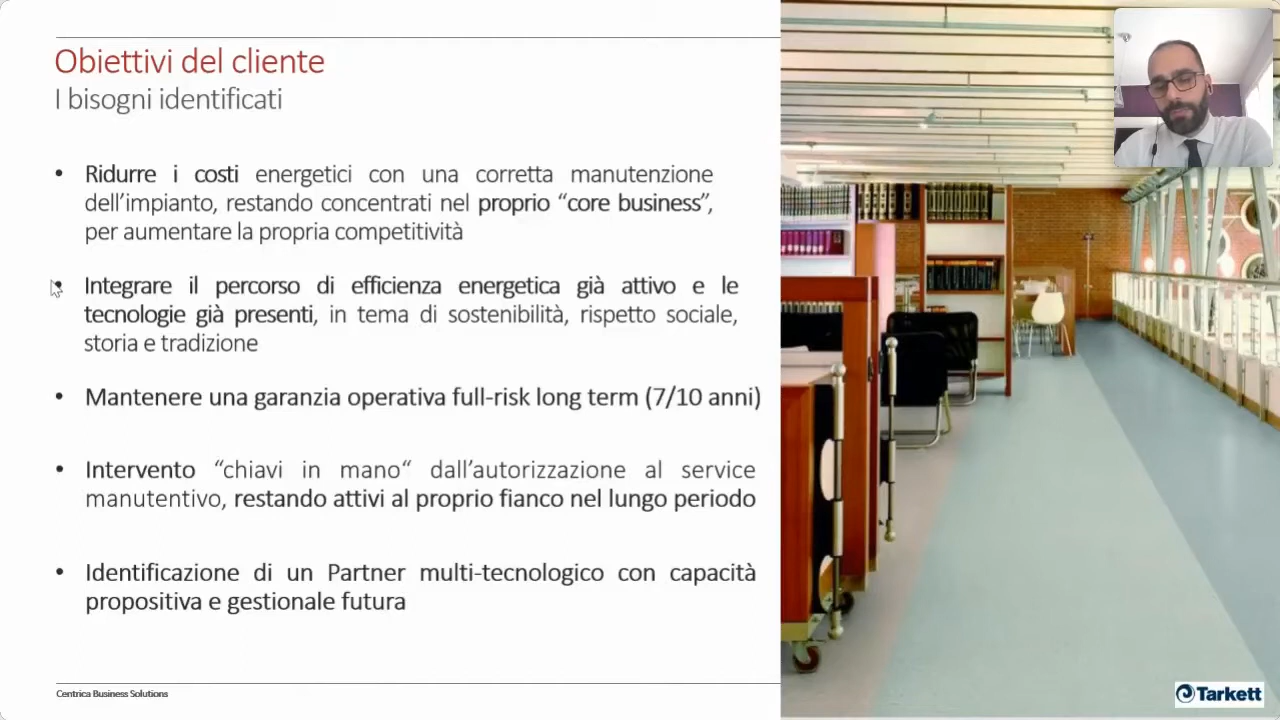 Obiettivi del cliente
I bisogni identificati
• Ridurre i costi energetici con una corretta manutenzione
dell’impianto, restando concentrati nel proprio “core business”,
per aumentare la propria competitività
• Integrare il percorso di efficienza energetica già attivo e le
tecnologie già presenti, in tema di sostenibilità, rispetto sociale,
storia e tradizione
• Mantenere una garanzia operativa full-risk long term (7/10 anni)
• Intervento “chiavi in mano“ dall’autorizzazione al service
manutentivo, restando attivi al proprio fianco nel lungo periodo
• Identificazione di un Partner multi-tecnologico con capacità
propositiva e gestionale futura
Centrica Business Solutions
Tarkett